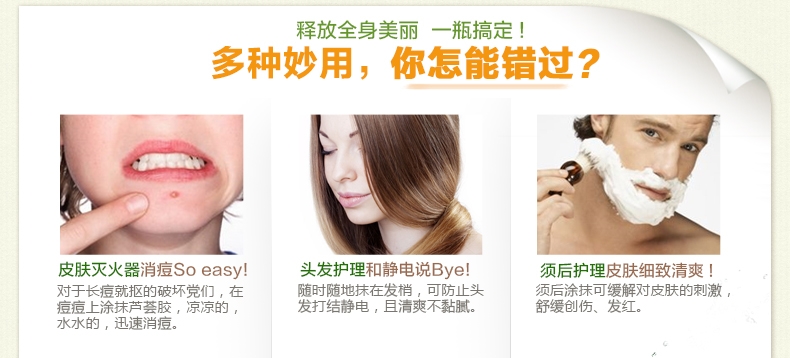 释放全身美丽  一瓶搞定！
多种妙用，你怎能错过？
皮肤灭火器消痘So easy!
对于长痘就抠的破坏党们，在
痘痘上涂抹芦荟胶，凉凉的，
水水的，迅速消痘。
头发护理和静电说Bye!
随时随地抹在发梢，可防止头
发打结静电，且清爽不黏腻。
须后护理皮肤细致清爽！
须后涂抹可缓解对皮肤的刺激，
舒缓创伤、发红。